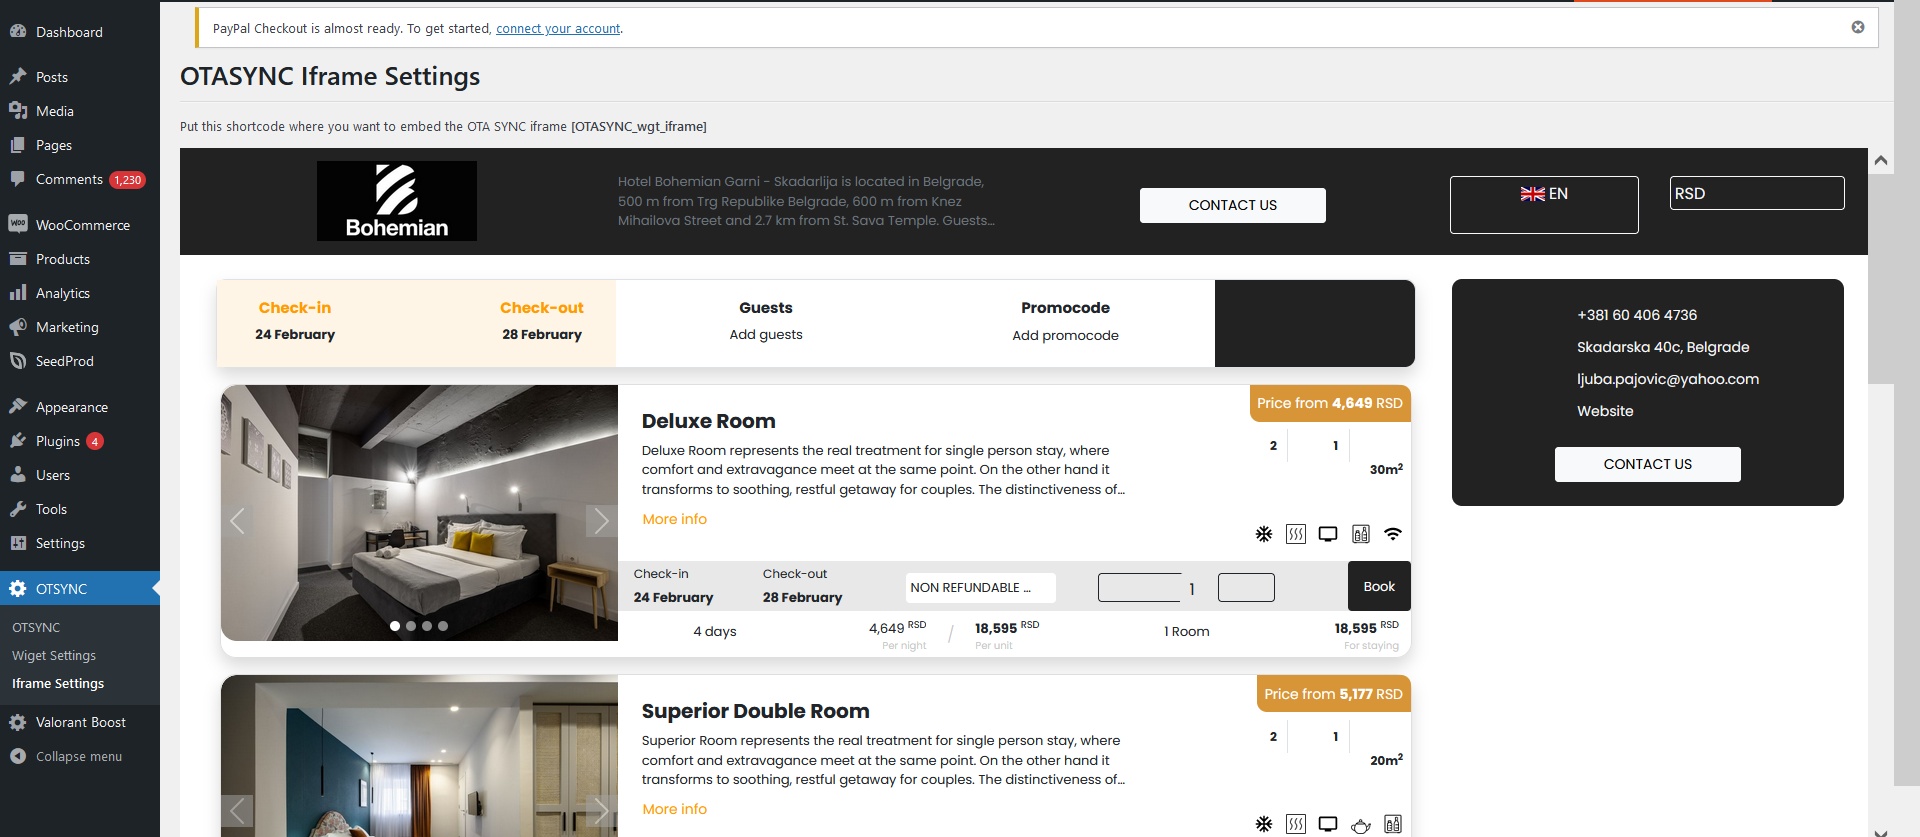 Dashboard
Posts
Media
Pages
Comments 1,230
WooCommerce
Products
Analytics
Marketing
SeedProd
Appearance
Plugins 4
Users
Tools
Settings
OTSYNC
OTSYNC
Wiget Settings
Iframe Settings
Valorant Boost
Collapse menu
PayPal Checkout is almost ready. To get started, connect your account.
OTASYNC Iframe Settings
Put this shortcode where you want to embed the OTA SYNC iframe [OTASYNC_wgt_iframe]
Bohemian
Hotel Bohemian Garni - Skadarlija is located in Belgrade,
500 m from Trg Republike Belgrade, 600 m from Knez
Mihailova Street and 2.7 km from St. Sava Temple. Guests...
CONTACT US
EN
RSD
Check-in
24 February
Check-out
28 February
Guests
Add guests
Promocode
Add promocode
+381 60 406 4736
Skadarska 40c, Belgrade
ljuba.pajovic@yahoo.com
Website
CONTACT US
Deluxe Room
Price from 4,649 RSD
Deluxe Room represents the real treatment for single person stay, where
comfort and extravagance meet at the same point. On the other hand it
transforms to soothing, restful getaway for couples. The distinctiveness of...
More info
2 1
30m²
Check-in
24 February
Check-out
28 February
NON REFUNDABLE ...
1
Book
4 days
4,649 RSD
Per night
/
18,595 RSD
Per unit
1 Room
18,595 RSD
For staying
Superior Double Room
Price from 5,177 RSD
Superior Room represents the real treatment for single person stay, where
comfort and extravagance meet at the same point. On the other hand it
transforms to soothing, restful getaway for couples. The distinctiveness of...
More info
2 1
20m²